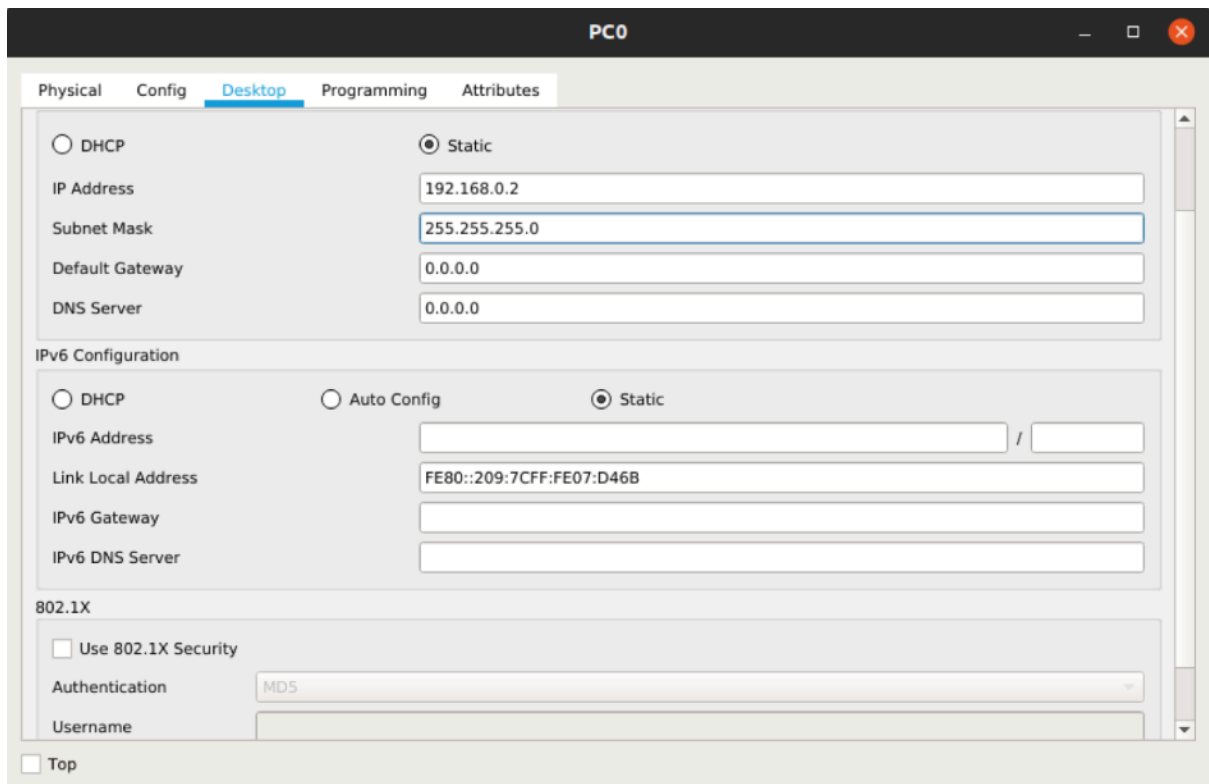 PC0
Physical Config Desktop Programming Attributes
DHCP Static
IP Address 192.168.0.2
Subnet Mask 255.255.255.0
Default Gateway 0.0.0.0
DNS Server 0.0.0.0
IPv6 Configuration
DHCP Auto Config Static
IPv6 Address /
Link Local Address FE80::209:7CFF:FE07:D46B
IPv6 Gateway
IPv6 DNS Server
802.1X
Use 802.1X Security
Authentication MD5
Username
Top